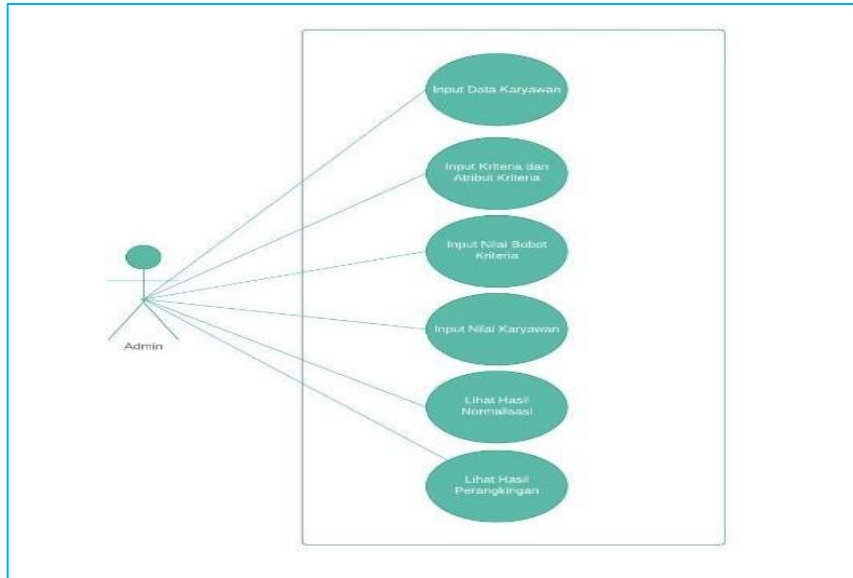 Input Data Karyawan
Input Kriteria dan
Atribut Kriteria
Input Nilai Bobot
Kriteria
Input Nilai Karyawan
Admin
Lihat Hasil
Normalisasi
Lihat Hasil
Perangkingan